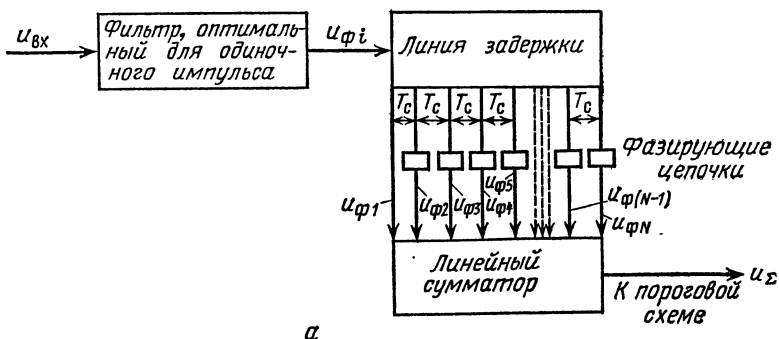 u_вх
Фильтр, оптималь-
ный для одиноч-
ного импульса
u_фi
Линия задержки
T_с T_с T_с T_с T_с
Фазирующие
цепочки
u_ф1 u_ф2 u_ф3 u_ф4 u_ф5 u_ф(N-1)
u_фN
Линейный
сумматор
u_Σ
К пороговой
схеме
а